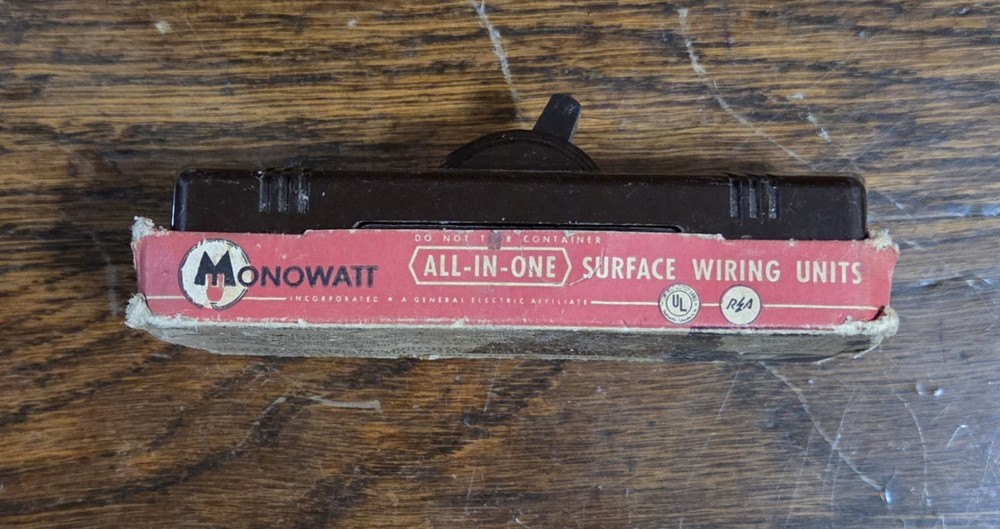 DO NOT TEAR CONTAINER
MONOWATT
ALL-IN-ONE SURFACE WIRING UNITS
INCORPORATED • A GENERAL ELECTRIC AFFILIATE
UL
REA